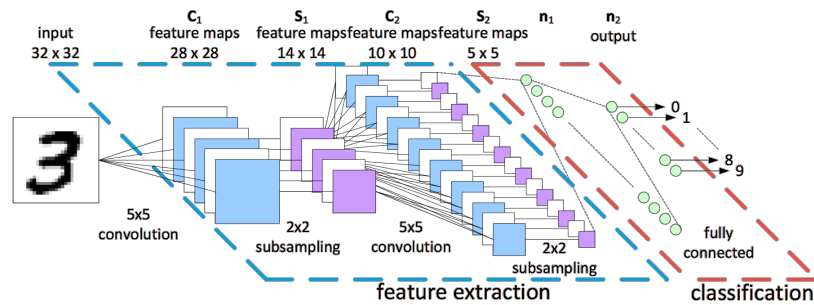 C1 S1 C2 S2 n1 n2
input feature maps feature maps feature maps feature maps output
32 x 32 28 x 28 14 x 14 10 x 10 5 x 5
0
1
8
9
5x5
convolution
2x2
subsampling
5x5
convolution
2x2
subsampling
fully
connected
feature extraction
classification